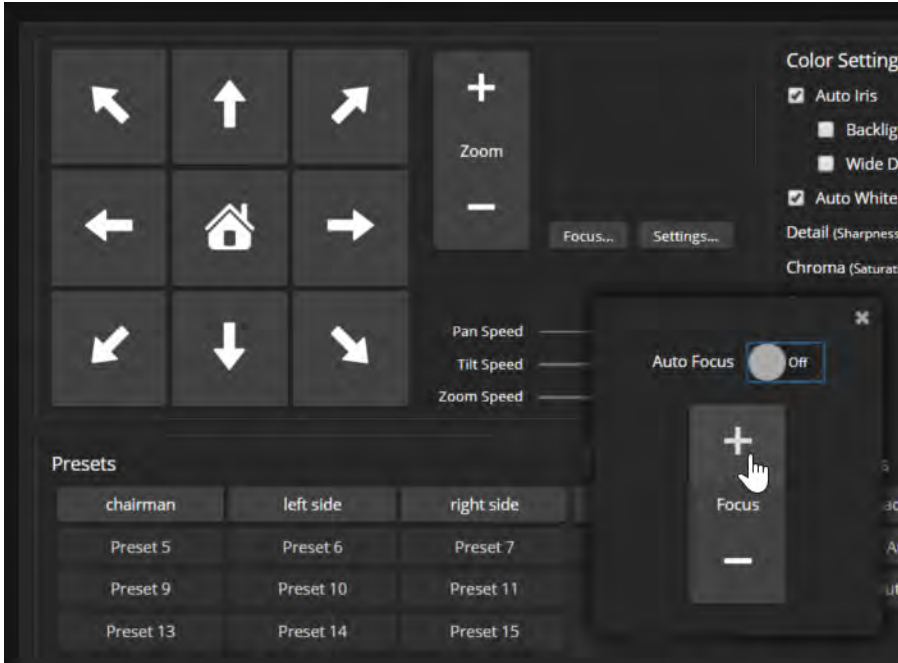 Color Setting
Auto Iris
Zoom
Auto White
Focus...
Settings...
Detail (Sharpness
Chroma
Pan Speed
Tilt Speed
Zoom Speed
Auto Focus
Off
Focus
Presets
chairman
left side
right side
Preset 5
Preset 6
Preset 7
Preset 9
Preset 10
Preset 11
Preset 13
Preset 14
Preset 15